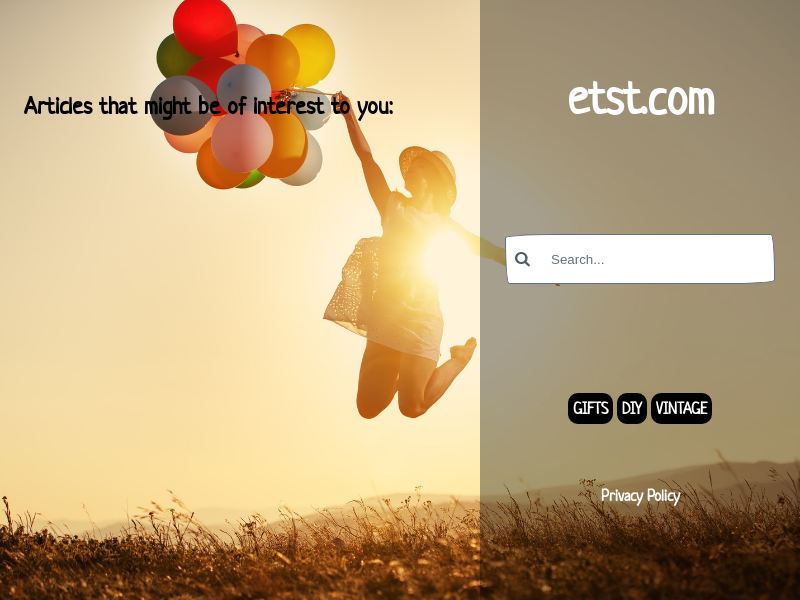 Articles that might be of interest to you:
etst.com
Search...
GIFTS DIY VINTAGE
Privacy Policy